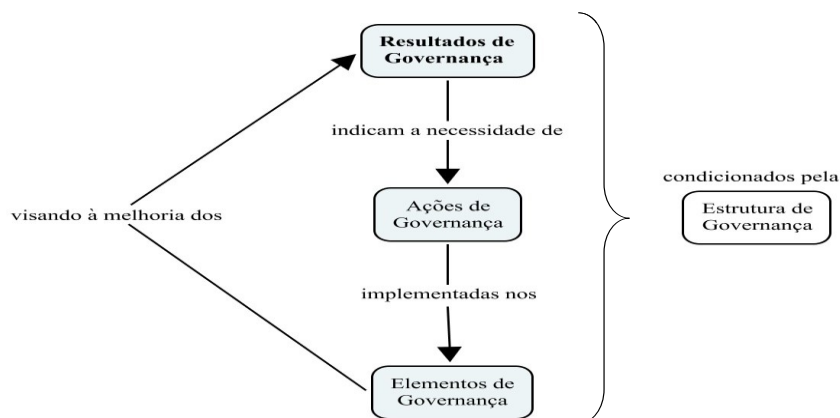 Resultados de
Governança
indicam a necessidade de
condicionados pela
Ações de
Governança
Estrutura de
Governança
visando à melhoria dos
implementadas nos
Elementos de
Governança